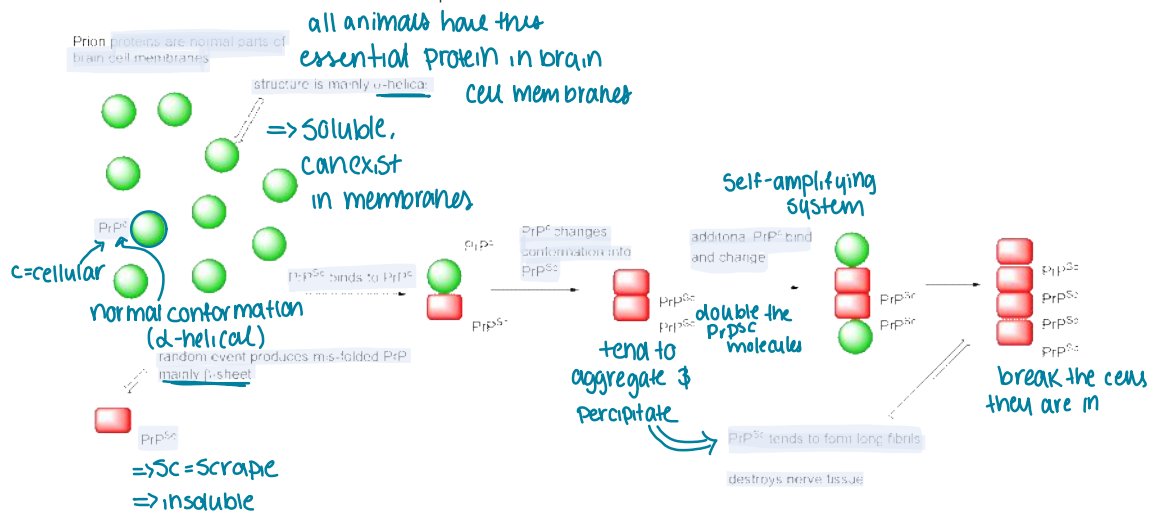 all animals have this
essential protein in brain
cell membranes
Prion proteins are normal parts of
brain cell membranes
structure is mainly α-helical
=> soluble,
can exist
in membranes
PrPᶜ
c=cellular
normal conformation
(α-helical)
random event produces mis-folded PrP
mainly β-sheet
PrPˢᶜ
=> Sc = Scrapie
=> insoluble
PrPˢᶜ binds to PrPᶜ
PrPᶜ
PrPˢᶜ
PrPᶜ changes
conformation into
PrPˢᶜ
PrPˢᶜ
PrPˢᶜ
tend to
aggregate &
percipitate
self-amplifying
system
additional PrPᶜ bind
and change
double the
PrPSC
molecules
PrPˢᶜ
PrPˢᶜ
PrPˢᶜ
PrPˢᶜ
PrPˢᶜ
PrPˢᶜ
break the cells
they are in
PrPˢᶜ tends to form long fibrils
destroys nerve tissue